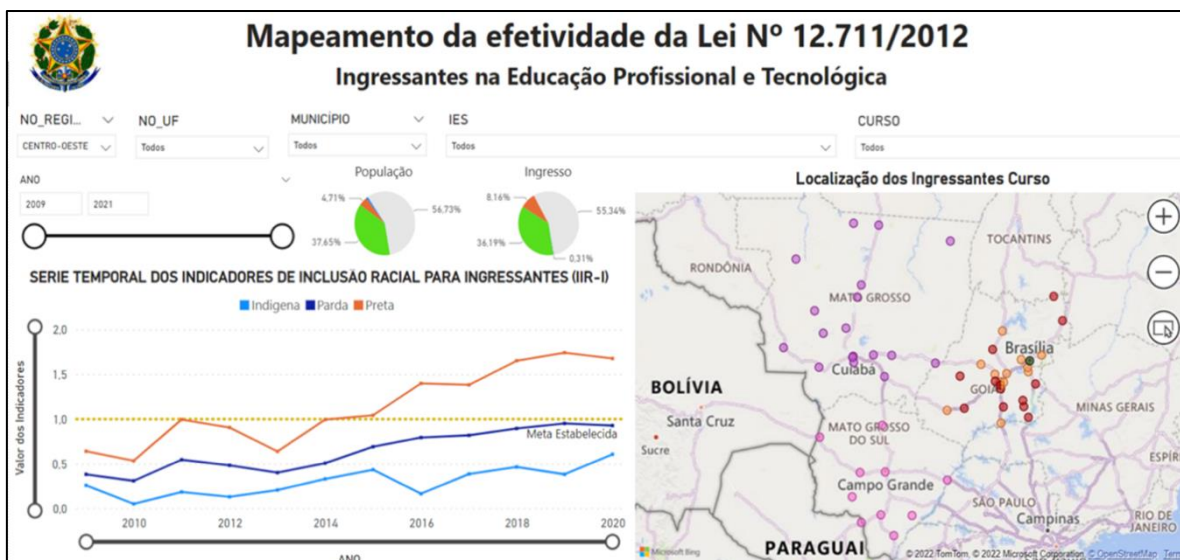 Mapeamento da efetividade da Lei Nº 12.711/2012
Ingressantes na Educação Profissional e Tecnológica
NO_REGI...
NO_UF
MUNICÍPIO
IES
CURSO
CENTRO-OESTE
Todos
Todos
Todos
Todos
ANO
2009
2021
População
4.71%
56.73%
37.65%
Ingresso
8.16%
55.34%
36.19%
0.31%
Localização dos Ingressantes Curso
SERIE TEMPORAL DOS INDICADORES DE INCLUSÃO RACIAL PARA INGRESSANTES (IIR-I)
Indígena
Parda
Preta
Valor dos Indicadores
2.0
1.5
1.0
0.5
0.0
Meta Estabelecida
2010
2012
2014
2016
2018
2020
ANO
TOCANTINS
RONDÔNIA
MATO GROSSO
Brasília
Cuiabá
BOLÍVIA
GOIÁ
Santa Cruz
MINAS GERAIS
Sucre
MATO GROSSO
DO SUL
ESPÍR
Campo Grande
SÃO PAULO
RIO DE
JANEIRO
Campinas
PARAGUAI
Microsoft Bing
© 2022 TomTom, © 2022 Microsoft Corporation, © OpenStreetMap Term